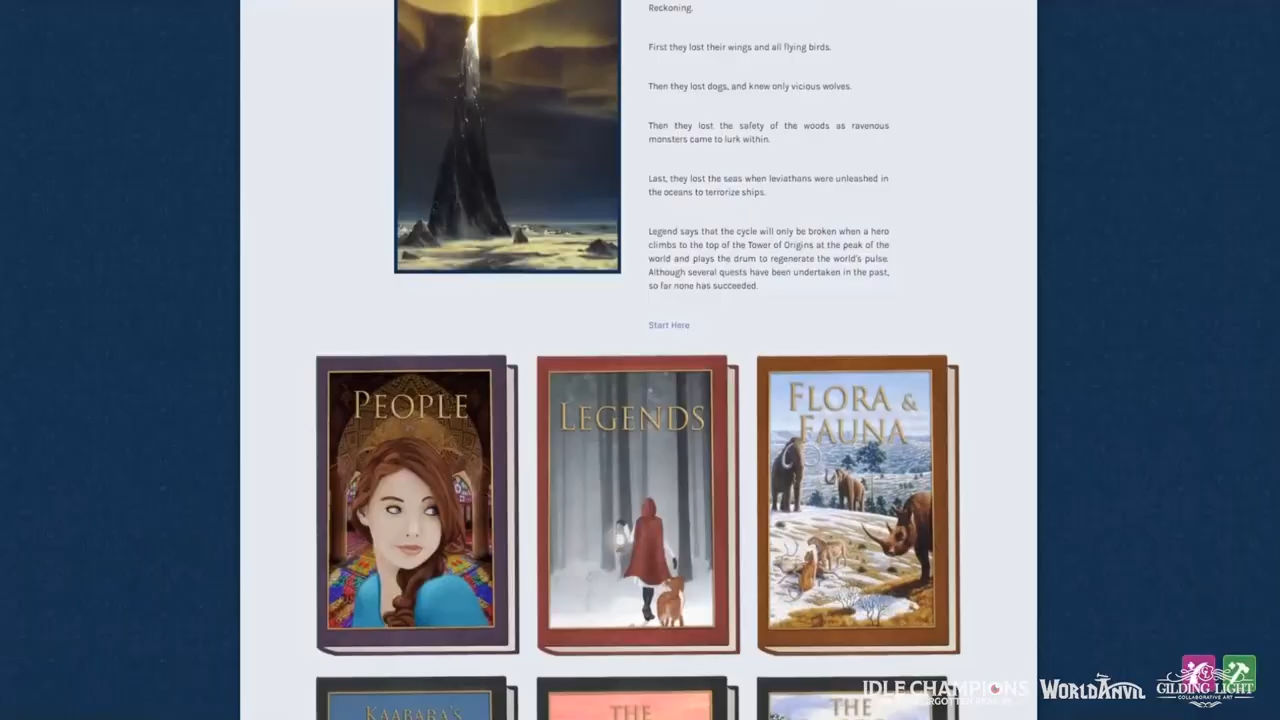 Reckoning.
First they lost their wings and all flying birds.
Then they lost dogs, and knew only vicious wolves.
Then they lost the safety of the woods as ravenous
monsters came to lurk within.
Last, they lost the seas when leviathans were unleashed in
the oceans to terrorize ships.
Legend says that the cycle will only be broken when a hero
climbs to the top of the Tower of Origins at the peak of the
world and plays the drum to regenerate the world's pulse.
Although several quests have been undertaken in the past,
so far none has succeeded.
Start Here
PEOPLE
LEGENDS
FLORA &
FAUNA
KAABARA'S
THE
THE
IDLE CHAMPIONS
WORLDANVIL
GILDING LIGHT
COLLABORATIVE ART